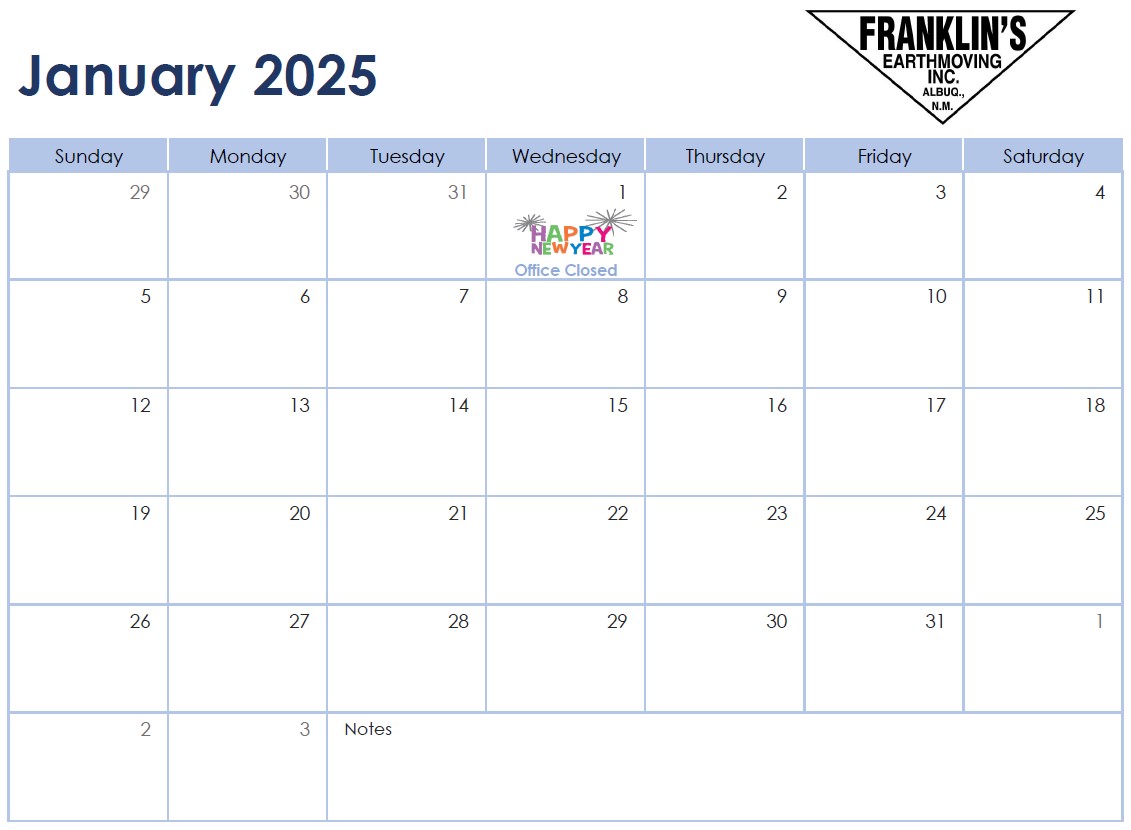 FRANKLIN'S
EARTHMOVING
INC.
ALBUQ.,
N.M.
January 2025
Sunday Monday Tuesday Wednesday Thursday Friday Saturday
29 30 31 1 2 3 4
HAPPY
NEW YEAR
Office Closed
5 6 7 8 9 10 11
12 13 14 15 16 17 18
19 20 21 22 23 24 25
26 27 28 29 30 31 1
2 3 Notes